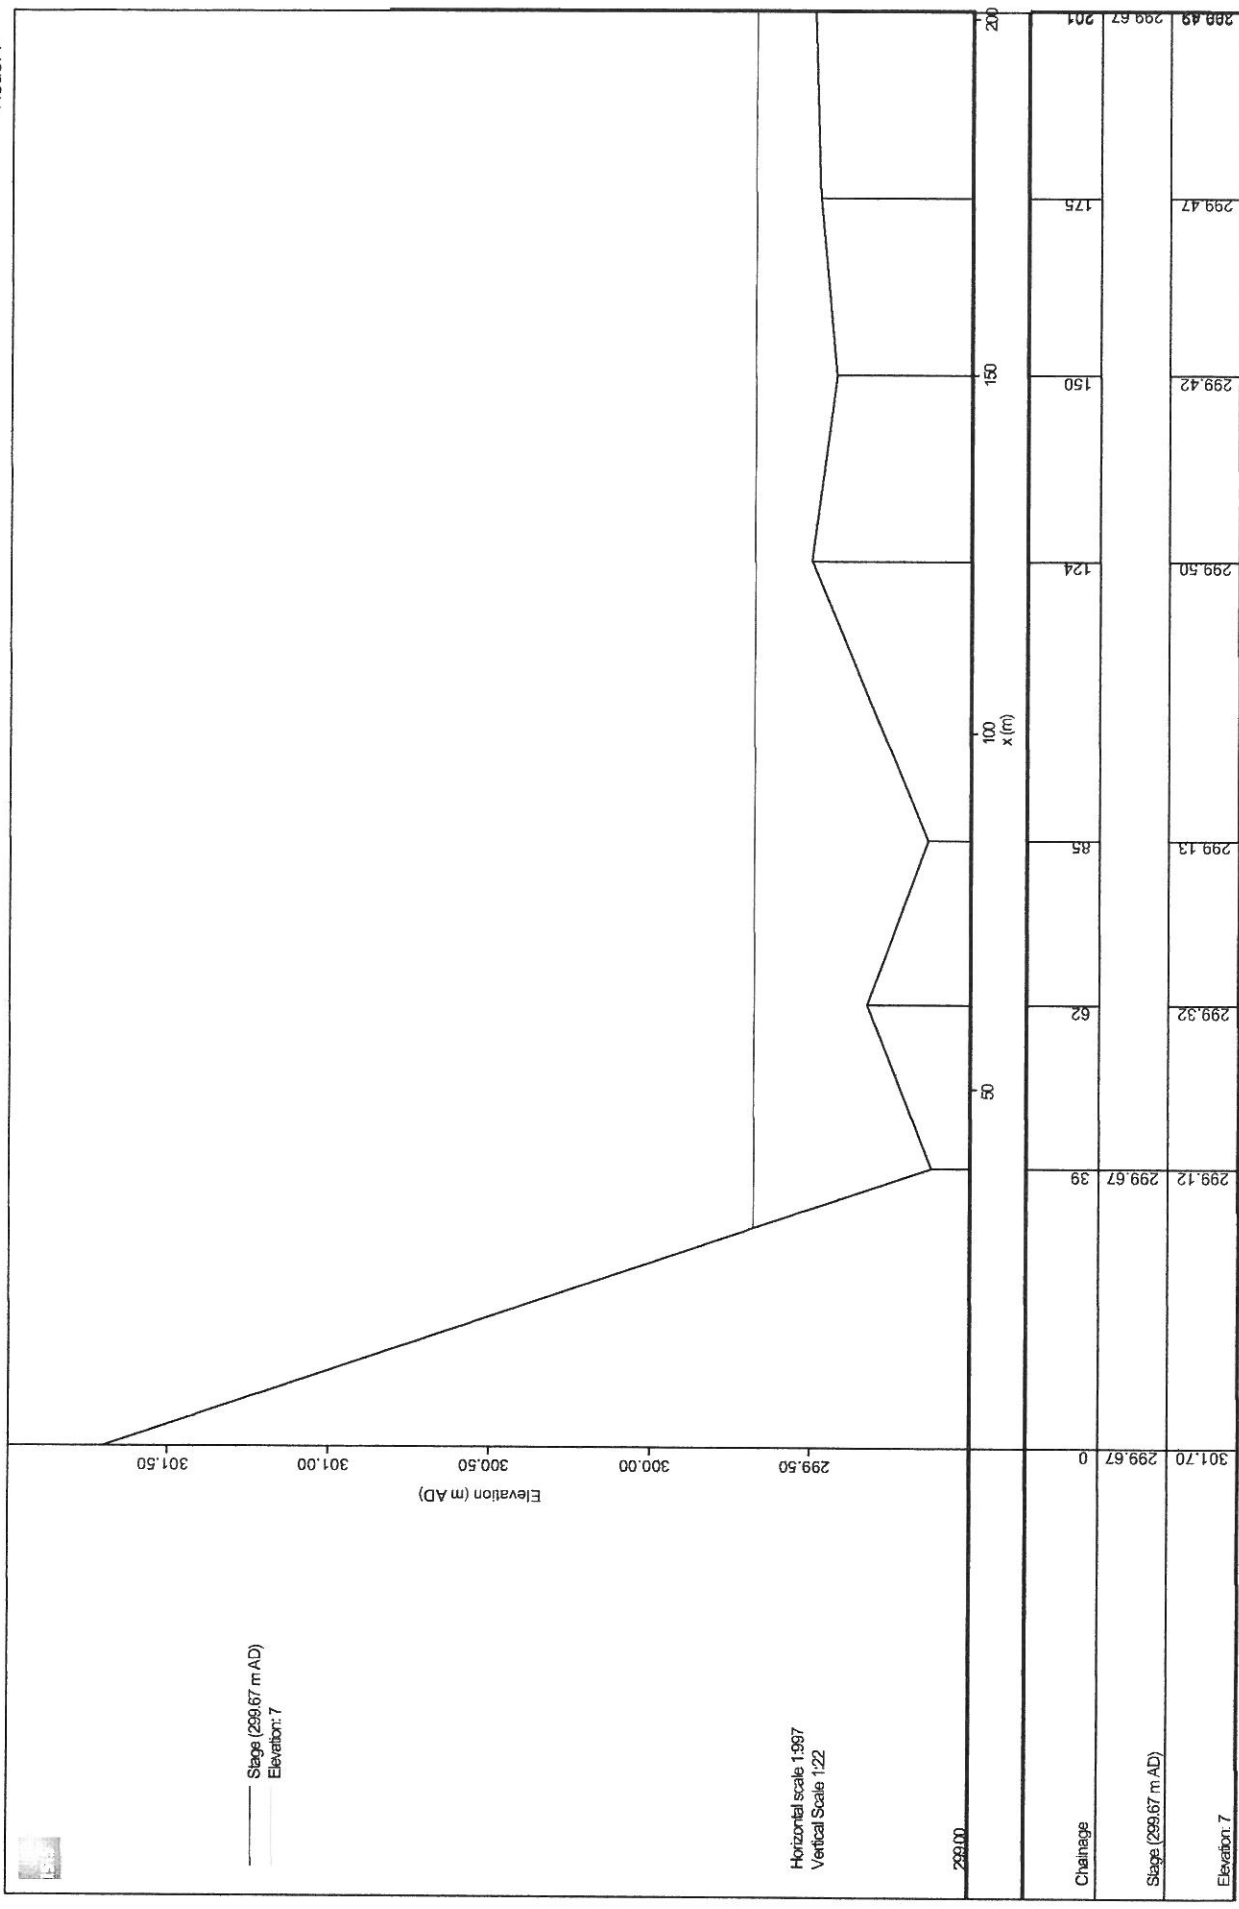 Stage (299.67 m AD)
Elevation: 7
Elevation (m AD)
301.50
301.00
300.50
300.00
299.50
Horizontal scale 1:997
Vertical Scale 1:22
299.00
50
100
150
200
x (m)
Chainage 0 39 62 85 124 150 175 201
Stage (299.67 m AD) 299.67 299.67 299.67
Elevation: 7 301.70 299.12 299.32 299.13 299.50 299.42 299.47